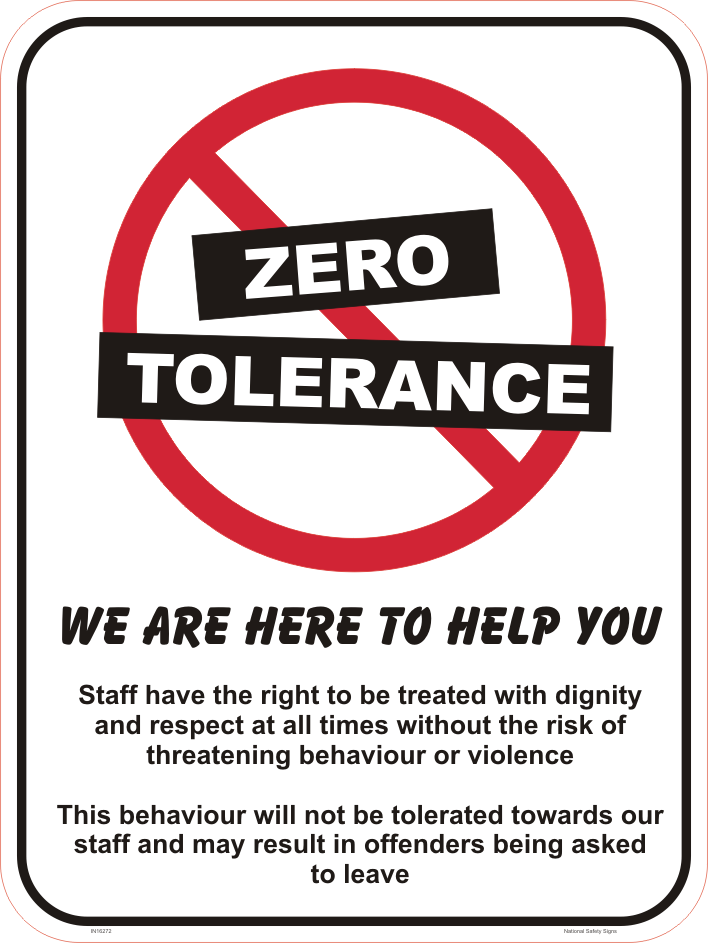 ZERO
TOLERANCE
WE ARE HERE TO HELP YOU
Staff have the right to be treated with dignity
and respect at all times without the risk of
threatening behaviour or violence
This behaviour will not be tolerated towards our
staff and may result in offenders being asked
to leave
IN16272
National Safety Signs